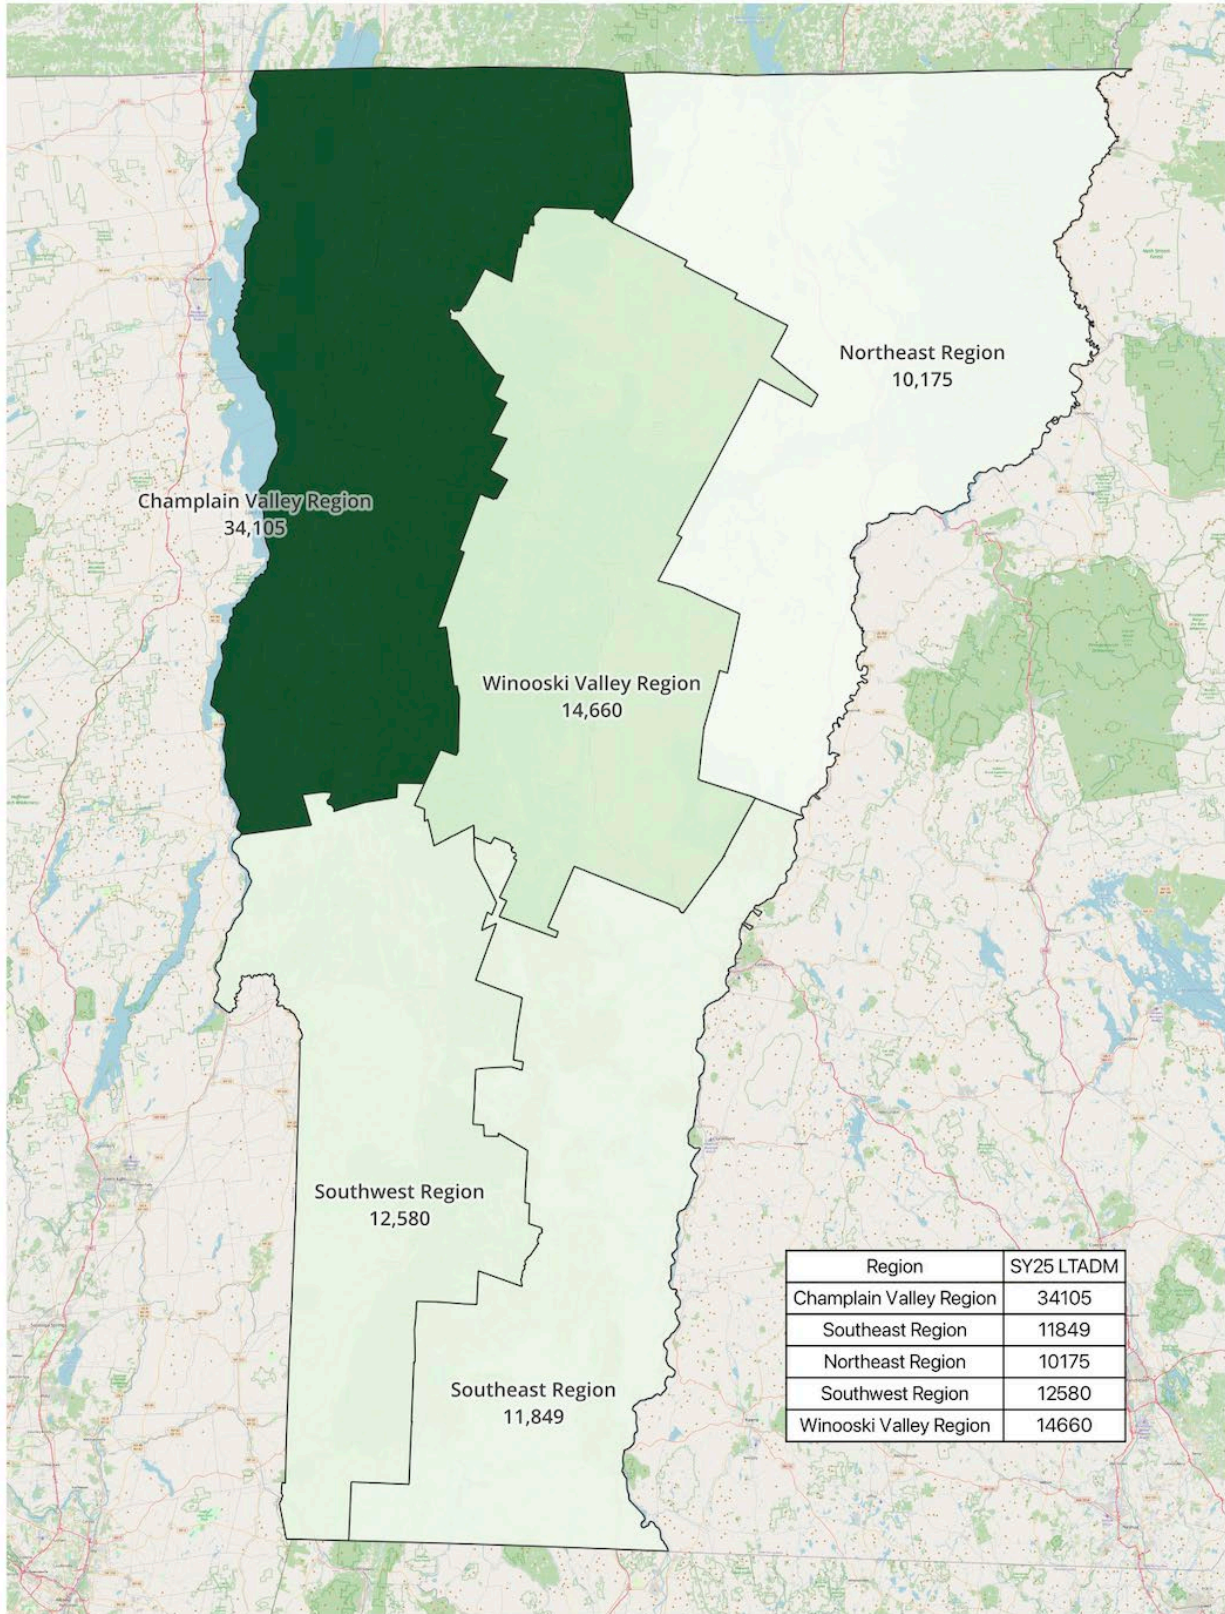 Northeast Region
10,175
Champlain Valley Region
34,105
Winooski Valley Region
14,660
Southwest Region
12,580
Southeast Region
11,849
Region SY25 LTADM
Champlain Valley Region 34105
Southeast Region 11849
Northeast Region 10175
Southwest Region 12580
Winooski Valley Region 14660